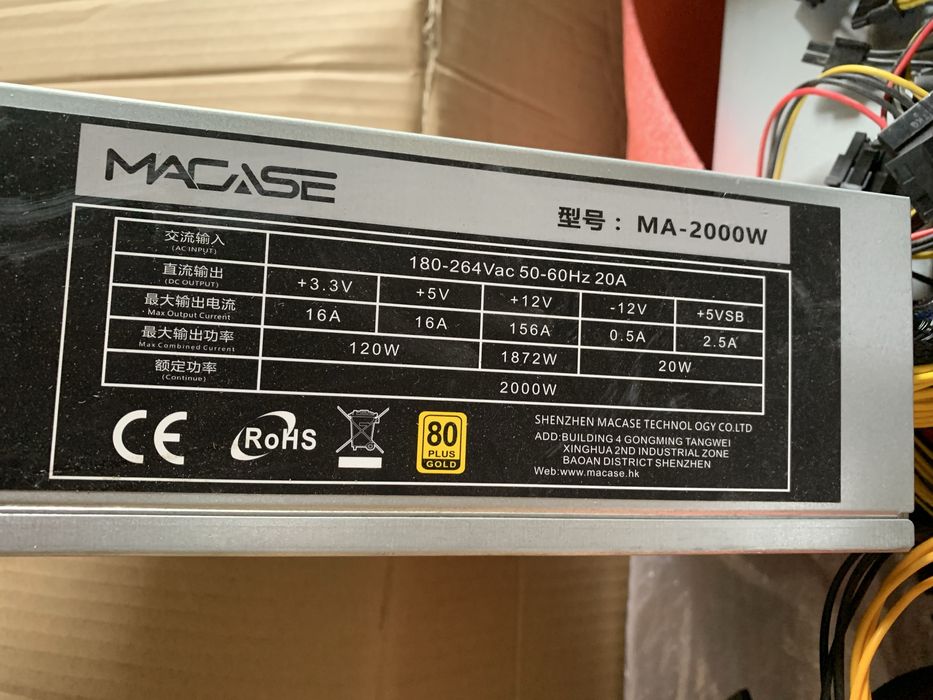 MACASE
型号： MA-2000W
交流输入
(AC INPUT)
180-264Vac 50-60Hz 20A
直流输出
(DC OUTPUT)
+3.3V +5V +12V -12V +5VSB
最大输出电流
Max Output Current
16A 16A 156A 0.5A 2.5A
最大输出功率
Max Combined Current
120W 1872W 20W
额定功率
(Continue)
2000W
CE
RoHS
80
PLUS
GOLD
SHENZHEN MACASE TECHNOLOGY CO.LTD
ADD:BUILDING 4 GONGMING TANGWEI
XINGHUA 2ND INDUSTRIAL ZONE
BAOAN DISTRICT SHENZHEN
Web:www.macase.hk